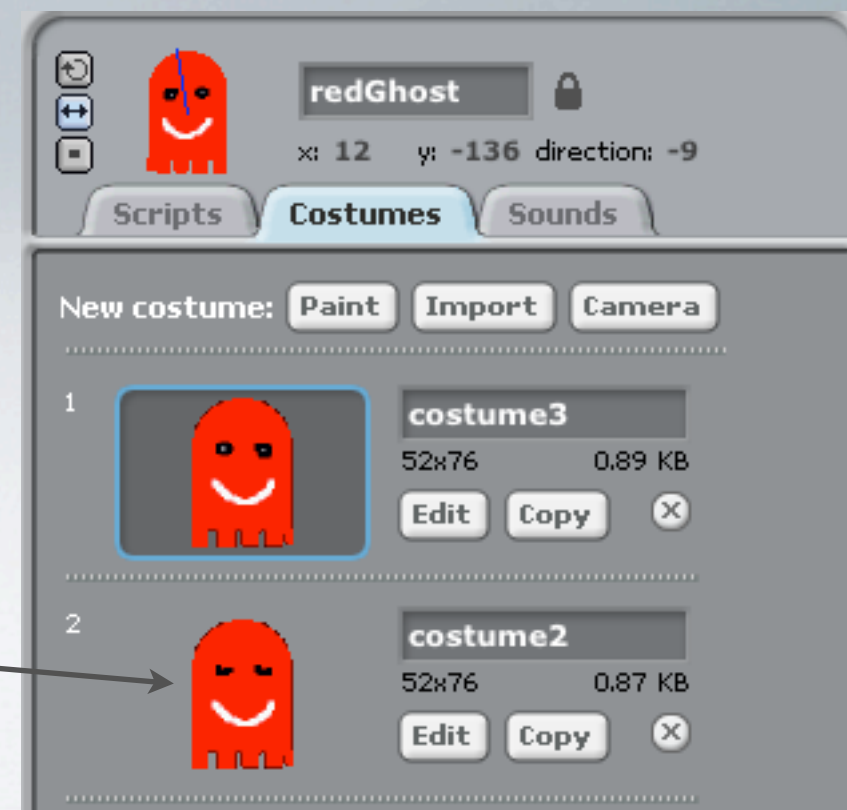 redGhost
x: 12 y: -136 direction: -9
Scripts Costumes Sounds
New costume: Paint Import Camera
1
costume3
52x76 0.89 KB
Edit Copy
2
costume2
52x76 0.87 KB
Edit Copy